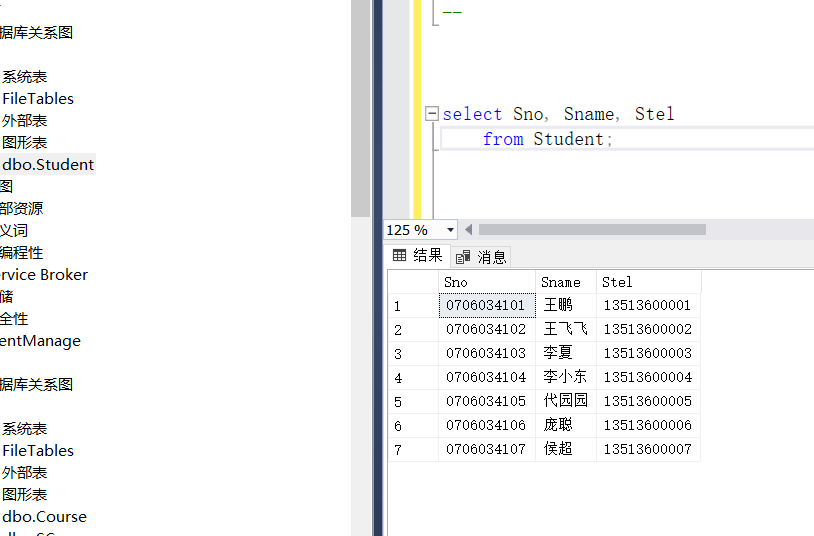 据库关系图
系统表
FileTables
外部表
图形表
dbo.Student
图
部资源
义词
编程性
ervice Broker
储
全性
entManage
据库关系图
系统表
FileTables
外部表
图形表
dbo.Course
--
select Sno, Sname, Stel
from Student;
125 %
结果 消息
Sno Sname Stel
1 0706034101 王鹏 13513600001
2 0706034102 王飞飞 13513600002
3 0706034103 李夏 13513600003
4 0706034104 李小东 13513600004
5 0706034105 代园园 13513600005
6 0706034106 庞聪 13513600006
7 0706034107 侯超 13513600007